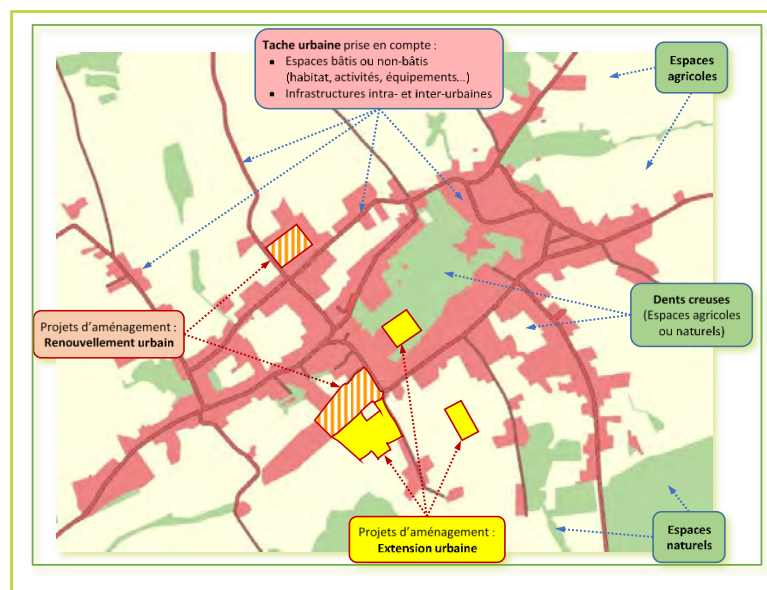 Tache urbaine prise en compte :
• Espaces bâtis ou non-bâtis
(habitat, activités, équipements...)
• Infrastructures intra- et inter-urbaines
Espaces
agricoles
Dents creuses
(Espaces agricoles
ou naturels)
Projets d’aménagement :
Renouvellement urbain
Projets d’aménagement :
Extension urbaine
Espaces
naturels